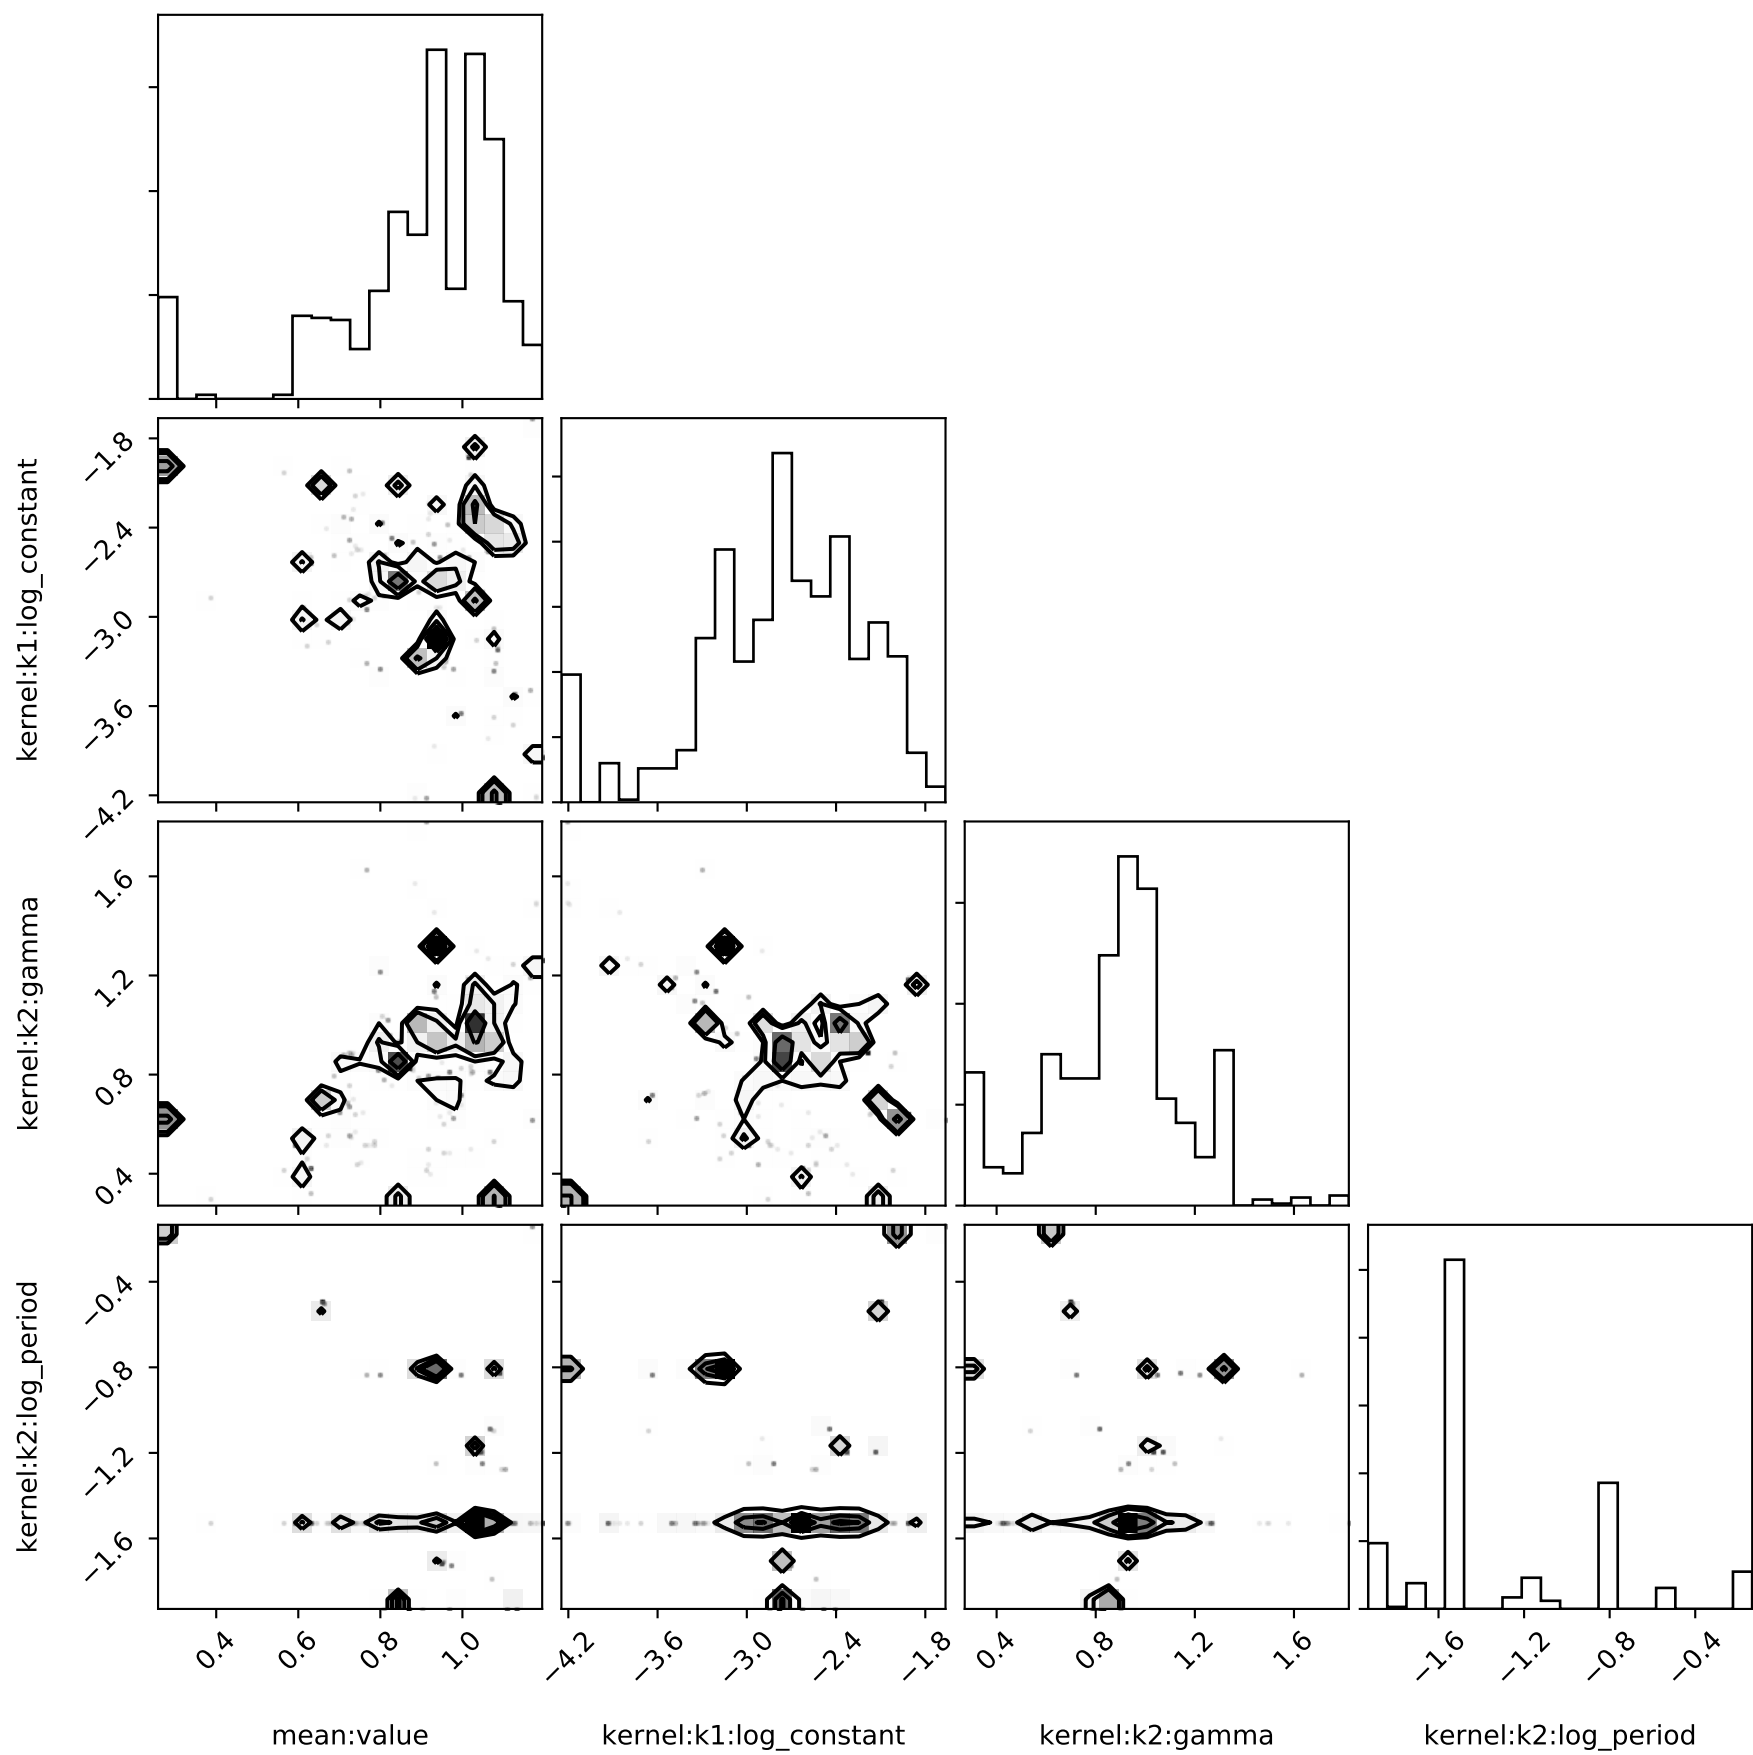 kernel:k1:log_constant
−1.8
−2.4
−3.0
−3.6
−4.2
kernel:k2:gamma
1.6
1.2
0.8
0.4
kernel:k2:log_period
−0.4
−0.8
−1.2
−1.6
0.4 0.6 0.8 1.0
−4.2 −3.6 −3.0 −2.4 −1.8
0.4 0.8 1.2 1.6
−1.6 −1.2 −0.8 −0.4
mean:value
kernel:k1:log_constant
kernel:k2:gamma
kernel:k2:log_period